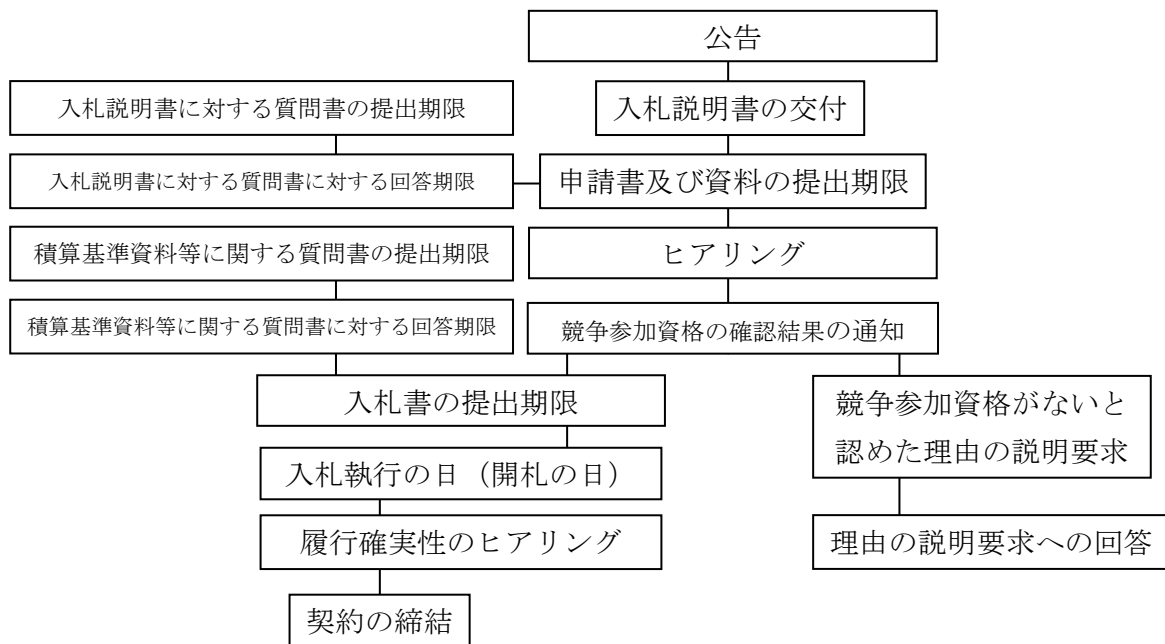 公告
入札説明書に対する質問書の提出期限
入札説明書の交付
入札説明書に対する質問書に対する回答期限
申請書及び資料の提出期限
積算基準資料等に関する質問書の提出期限
ヒアリング
積算基準資料等に関する質問書に対する回答期限
競争参加資格の確認結果の通知
入札書の提出期限
競争参加資格がないと
認めた理由の説明要求
入札執行の日（開札の日）
履行確実性のヒアリング
理由の説明要求への回答
契約の締結